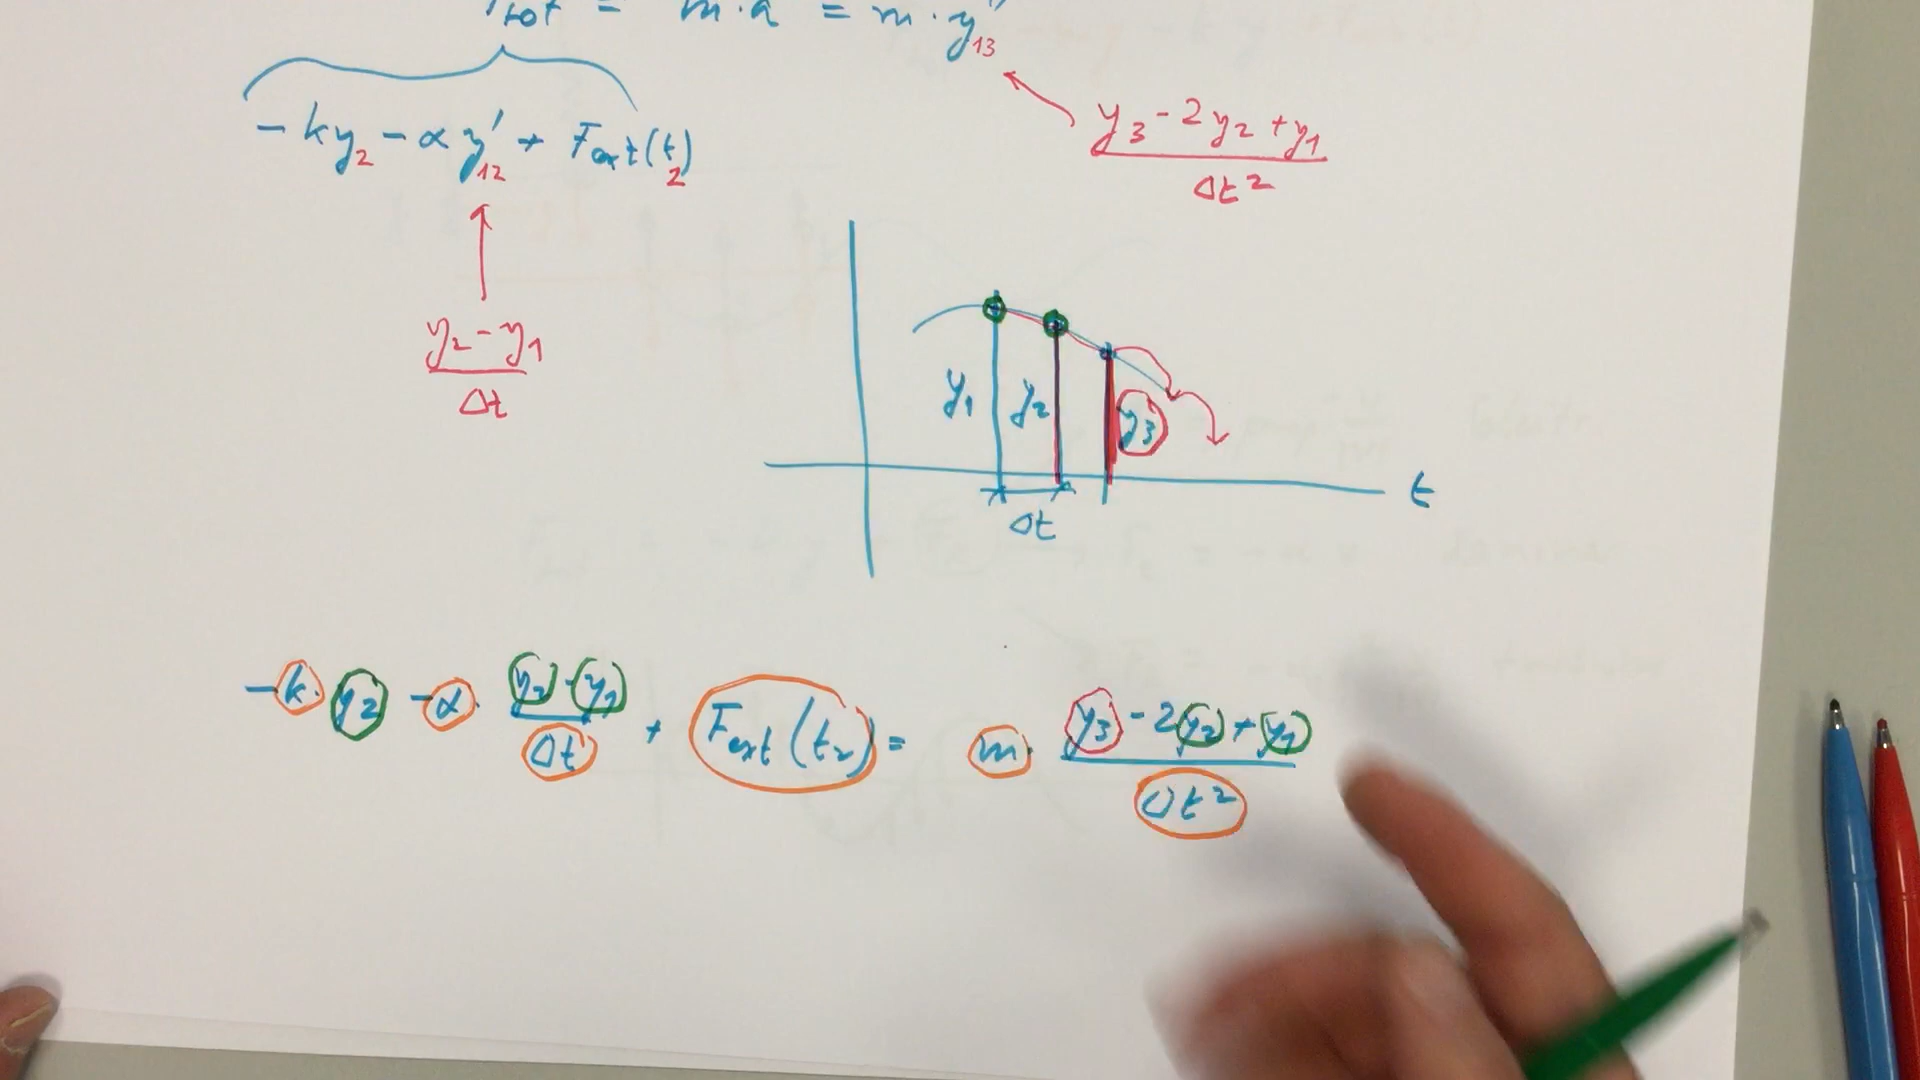 F_tot = m·a = m·y''_13
-ky_2 - αy'_12 + F_ext(t_2)
(y_3 - 2y_2 + y_1)/Δt²
(y_2 - y_1)/Δt
y_1 y_2 y_3
t
Δt
-k·y_2 - α·(y_2 - y_1)/Δt + F_ext(t_2) = m·(y_3 - 2y_2 + y_1)/Δt²